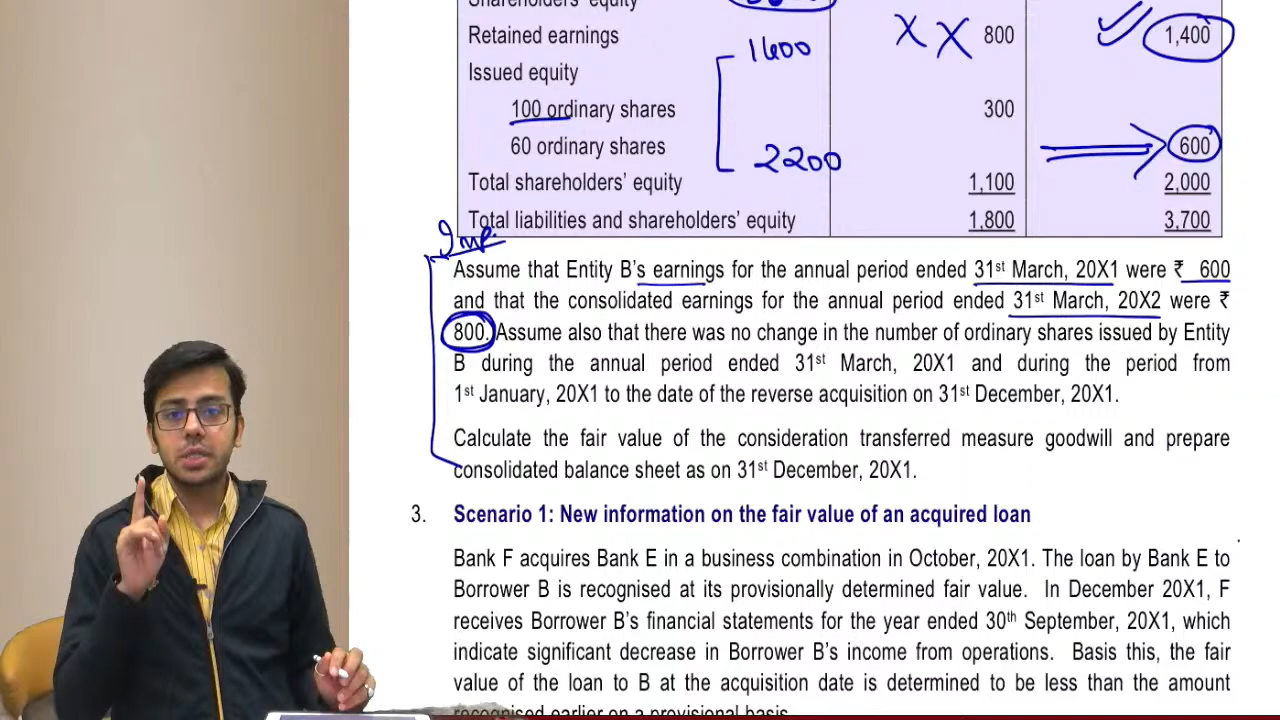 Shareholders' equity
Retained earnings 800 1,400
1600
Issued equity
100 ordinary shares 300
60 ordinary shares 600
2200
Total shareholders' equity 1,100 2,000
Total liabilities and shareholders' equity 1,800 3,700
Imp.
Assume that Entity B's earnings for the annual period ended 31st March, 20X1 were ₹ 600
and that the consolidated earnings for the annual period ended 31st March, 20X2 were ₹
800. Assume also that there was no change in the number of ordinary shares issued by Entity
B during the annual period ended 31st March, 20X1 and during the period from
1st January, 20X1 to the date of the reverse acquisition on 31st December, 20X1.
Calculate the fair value of the consideration transferred measure goodwill and prepare
consolidated balance sheet as on 31st December, 20X1.
3. Scenario 1: New information on the fair value of an acquired loan
Bank F acquires Bank E in a business combination in October, 20X1. The loan by Bank E to
Borrower B is recognised at its provisionally determined fair value. In December 20X1, F
receives Borrower B's financial statements for the year ended 30th September, 20X1, which
indicate significant decrease in Borrower B's income from operations. Basis this, the fair
value of the loan to B at the acquisition date is determined to be less than the amount
recognised earlier on a provisional basis.